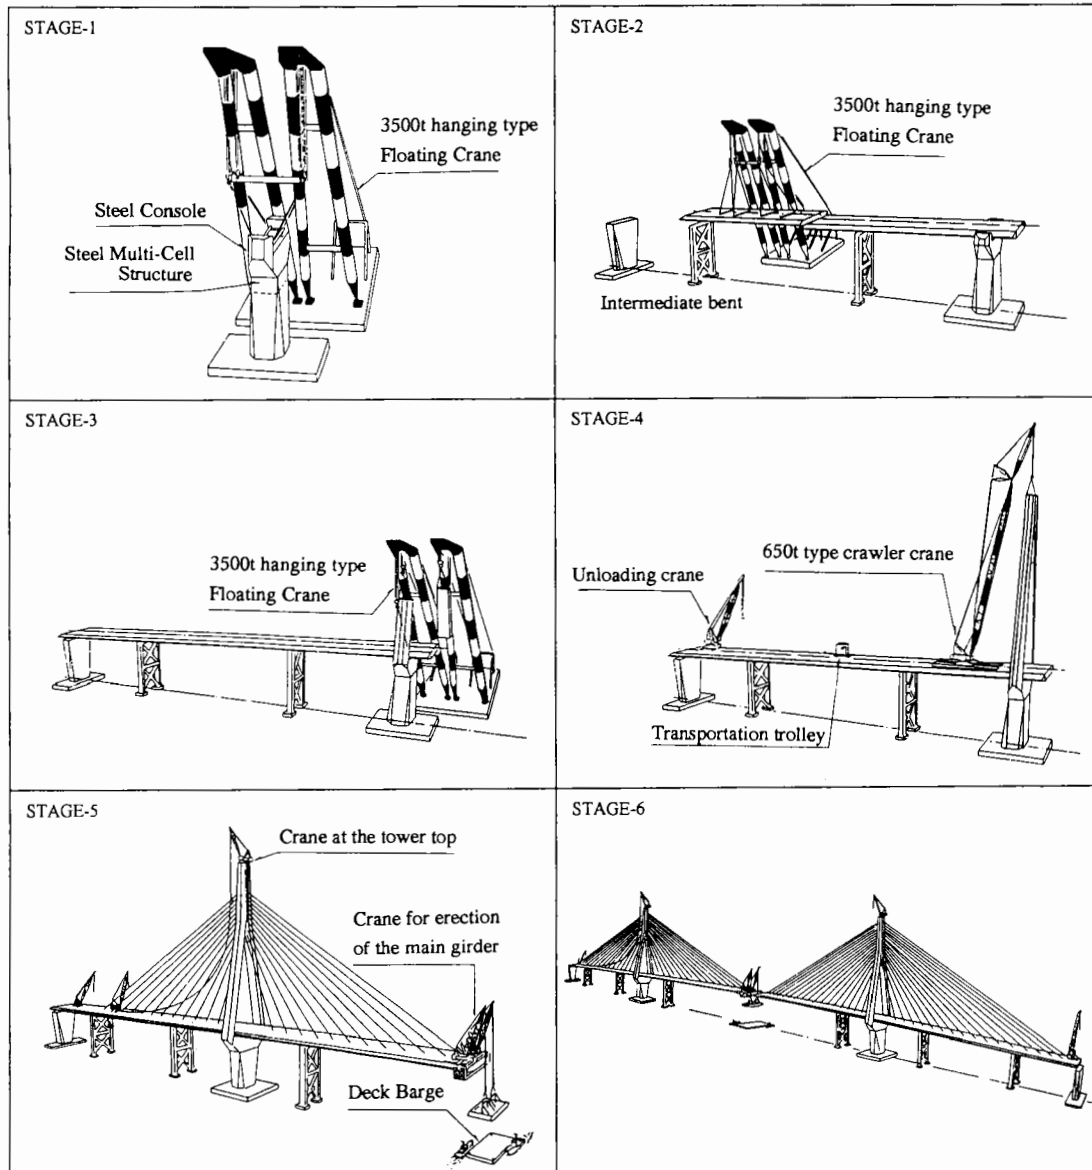 STAGE-1
3500t hanging type
Floating Crane
Steel Console
Steel Multi-Cell
Structure
STAGE-2
3500t hanging type
Floating Crane
Intermediate bent
STAGE-3
3500t hanging type
Floating Crane
STAGE-4
650t type crawler crane
Unloading crane
Transportation trolley
STAGE-5
Crane at the tower top
Crane for erection
of the main girder
Deck Barge
STAGE-6